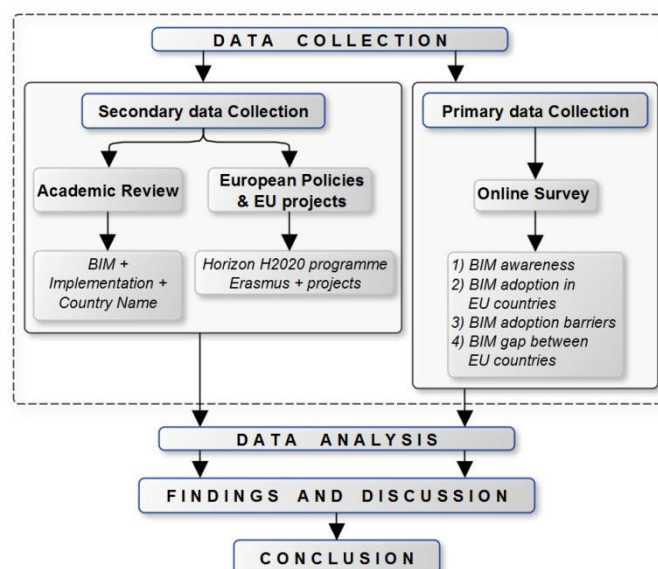 DATA COLLECTION
Secondary data Collection
Academic Review
BIM +
Implementation +
Country Name
European Policies
& EU projects
Horizon H2020 programme
Erasmus + projects
Primary data Collection
Online Survey
1) BIM awareness
2) BIM adoption in
EU countries
3) BIM adoption barriers
4) BIM gap between
EU countries
DATA ANALYSIS
FINDINGS AND DISCUSSION
CONCLUSION